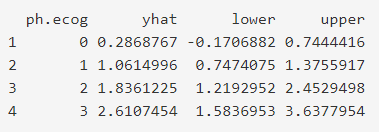 ph.ecog yhat lower upper
1 0 0.2868767 -0.1706882 0.7444416
2 1 1.0614996 0.7474075 1.3755917
3 2 1.8361225 1.2192952 2.4529498
4 3 2.6107454 1.5836953 3.6377954